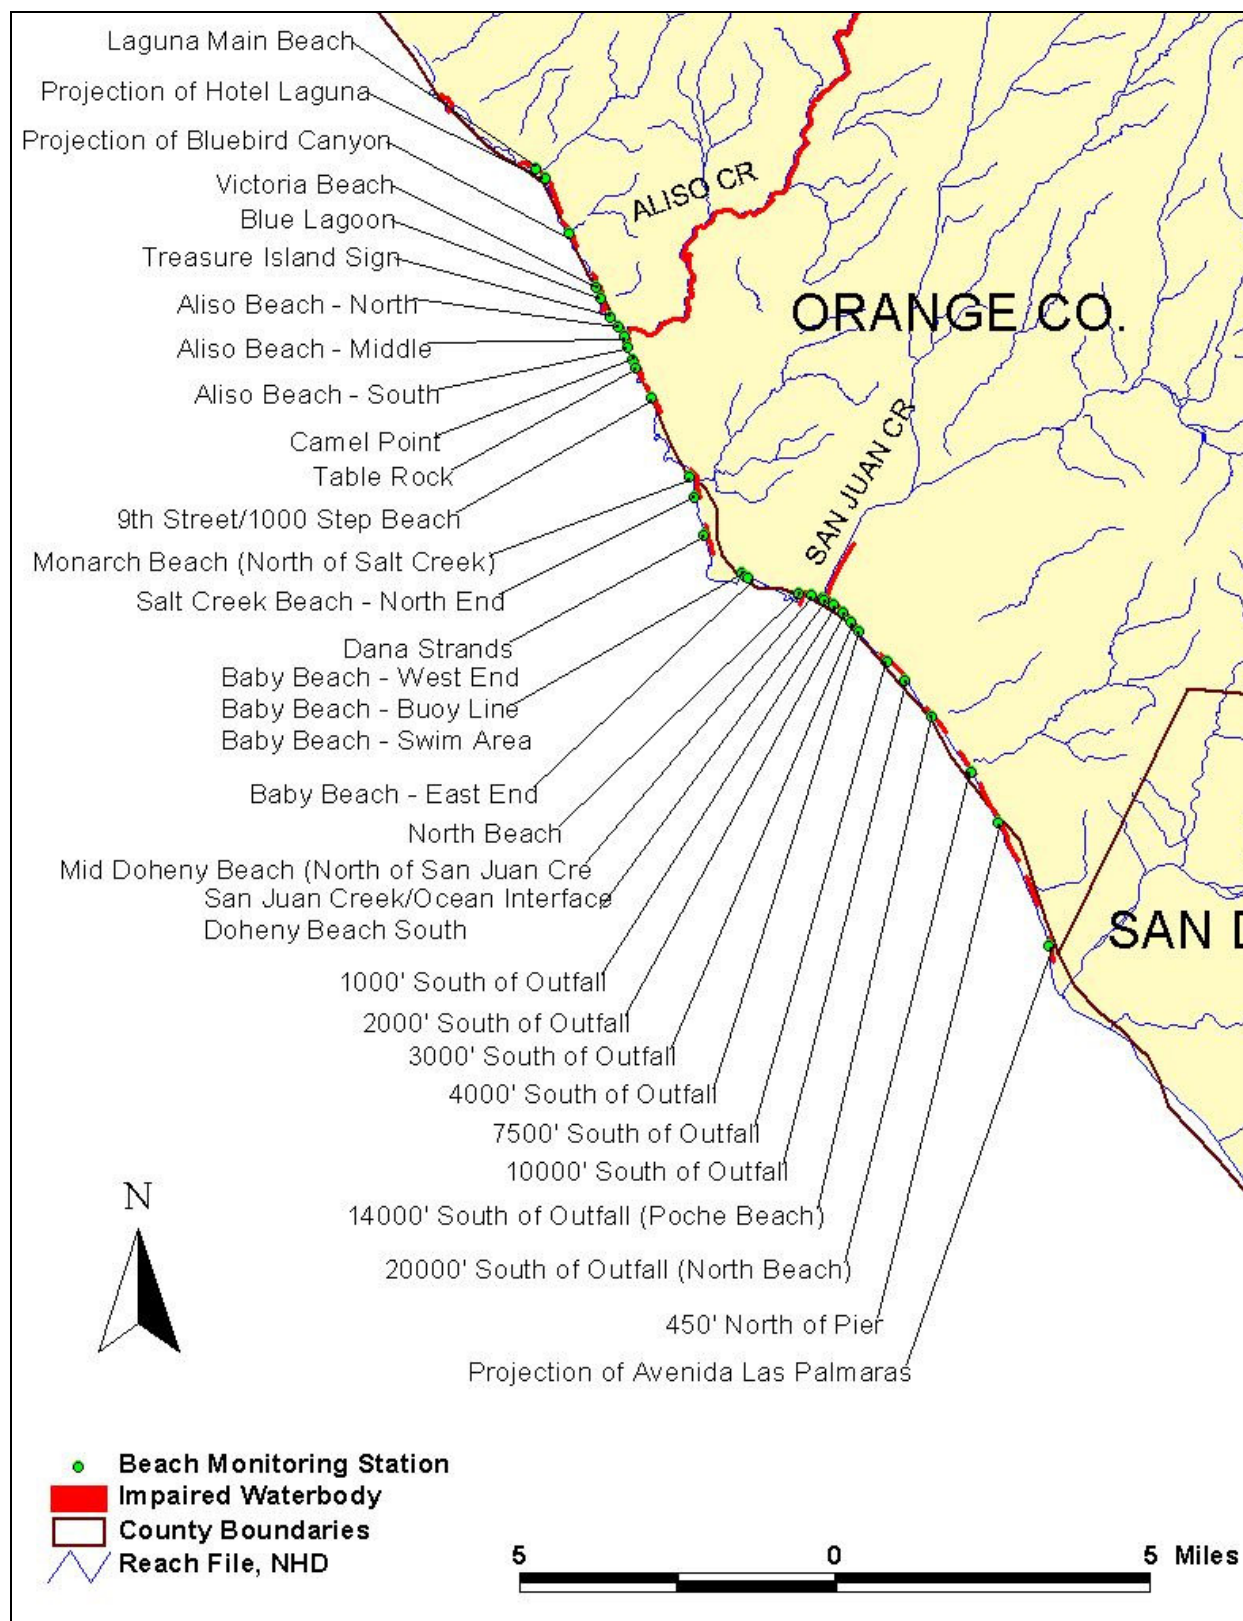 Laguna Main Beach
Projection of Hotel Laguna
Projection of Bluebird Canyon
Victoria Beach
Blue Lagoon
Treasure Island Sign
Aliso Beach - North
Aliso Beach - Middle
Aliso Beach - South
Camel Point
Table Rock
9th Street/1000 Step Beach
Monarch Beach (North of Salt Creek)
Salt Creek Beach - North End
Dana Strands
Baby Beach - West End
Baby Beach - Buoy Line
Baby Beach - Swim Area
Baby Beach - East End
North Beach
Mid Doheny Beach (North of San Juan Cre
San Juan Creek/Ocean Interface
Doheny Beach South
1000' South of Outfall
2000' South of Outfall
3000' South of Outfall
4000' South of Outfall
7500' South of Outfall
10000' South of Outfall
14000' South of Outfall (Poche Beach)
20000' South of Outfall (North Beach)
450' North of Pier
Projection of Avenida Las Palmaras
ALISO CR
ORANGE CO.
SAN JUAN CR
SAN D
N
Beach Monitoring Station
Impaired Waterbody
County Boundaries
Reach File, NHD
5 0 5 Miles